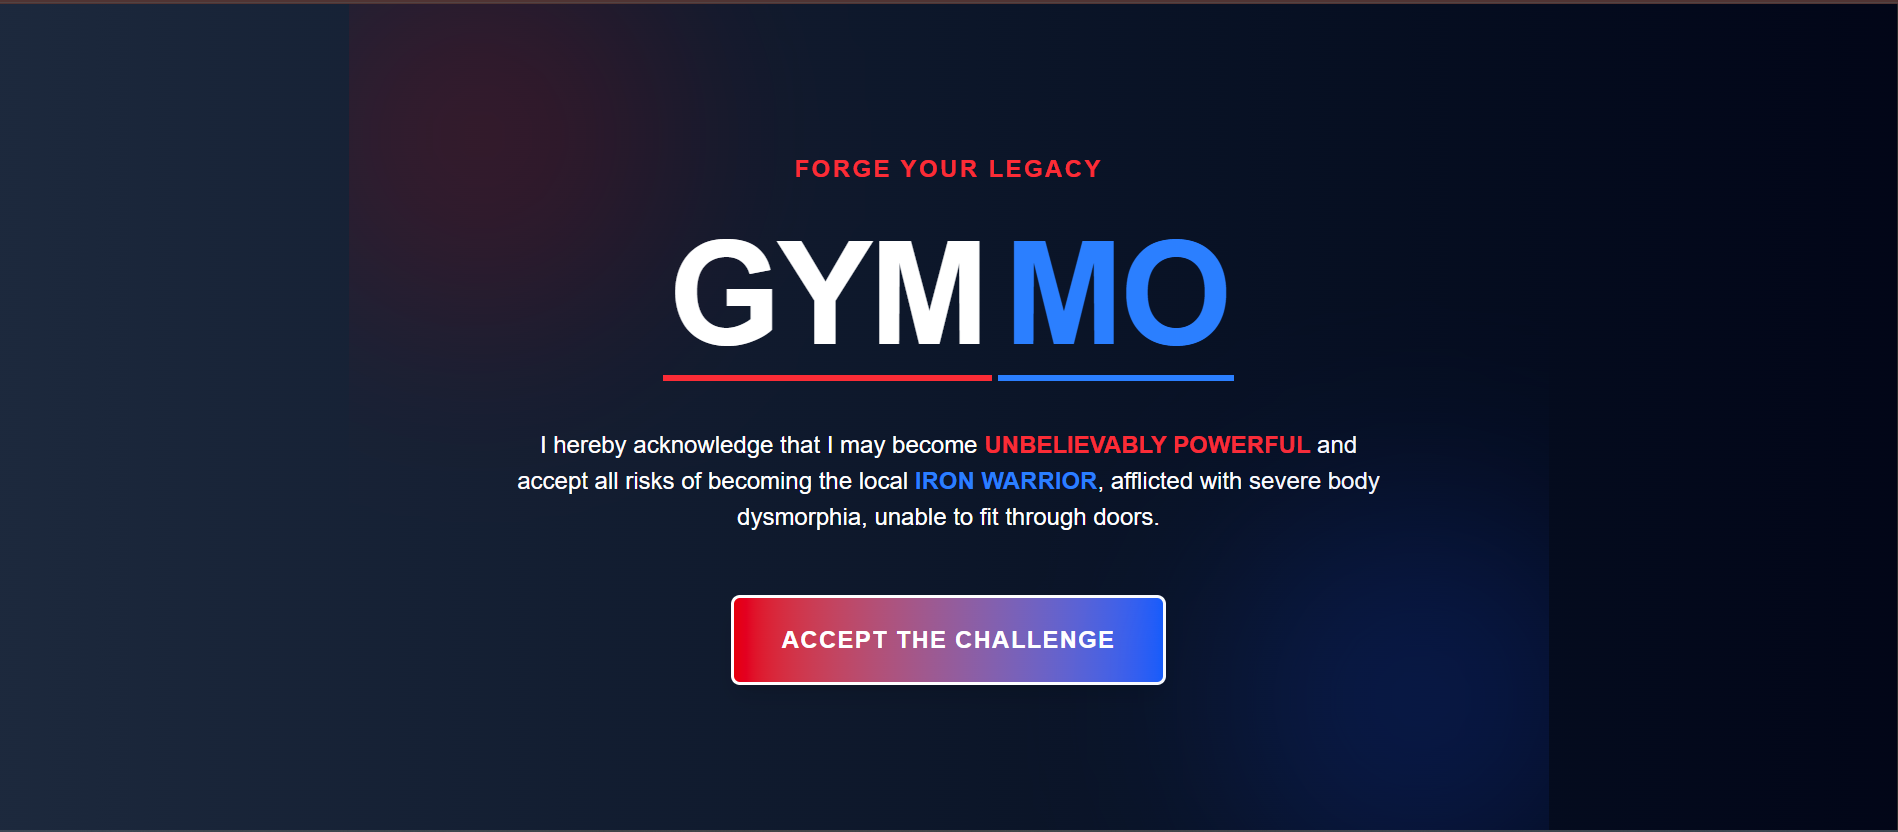 FORGE YOUR LEGACY
GYM MO
I hereby acknowledge that I may become UNBELIEVABLY POWERFUL and
accept all risks of becoming the local IRON WARRIOR, afflicted with severe body
dysmorphia, unable to fit through doors.
ACCEPT THE CHALLENGE